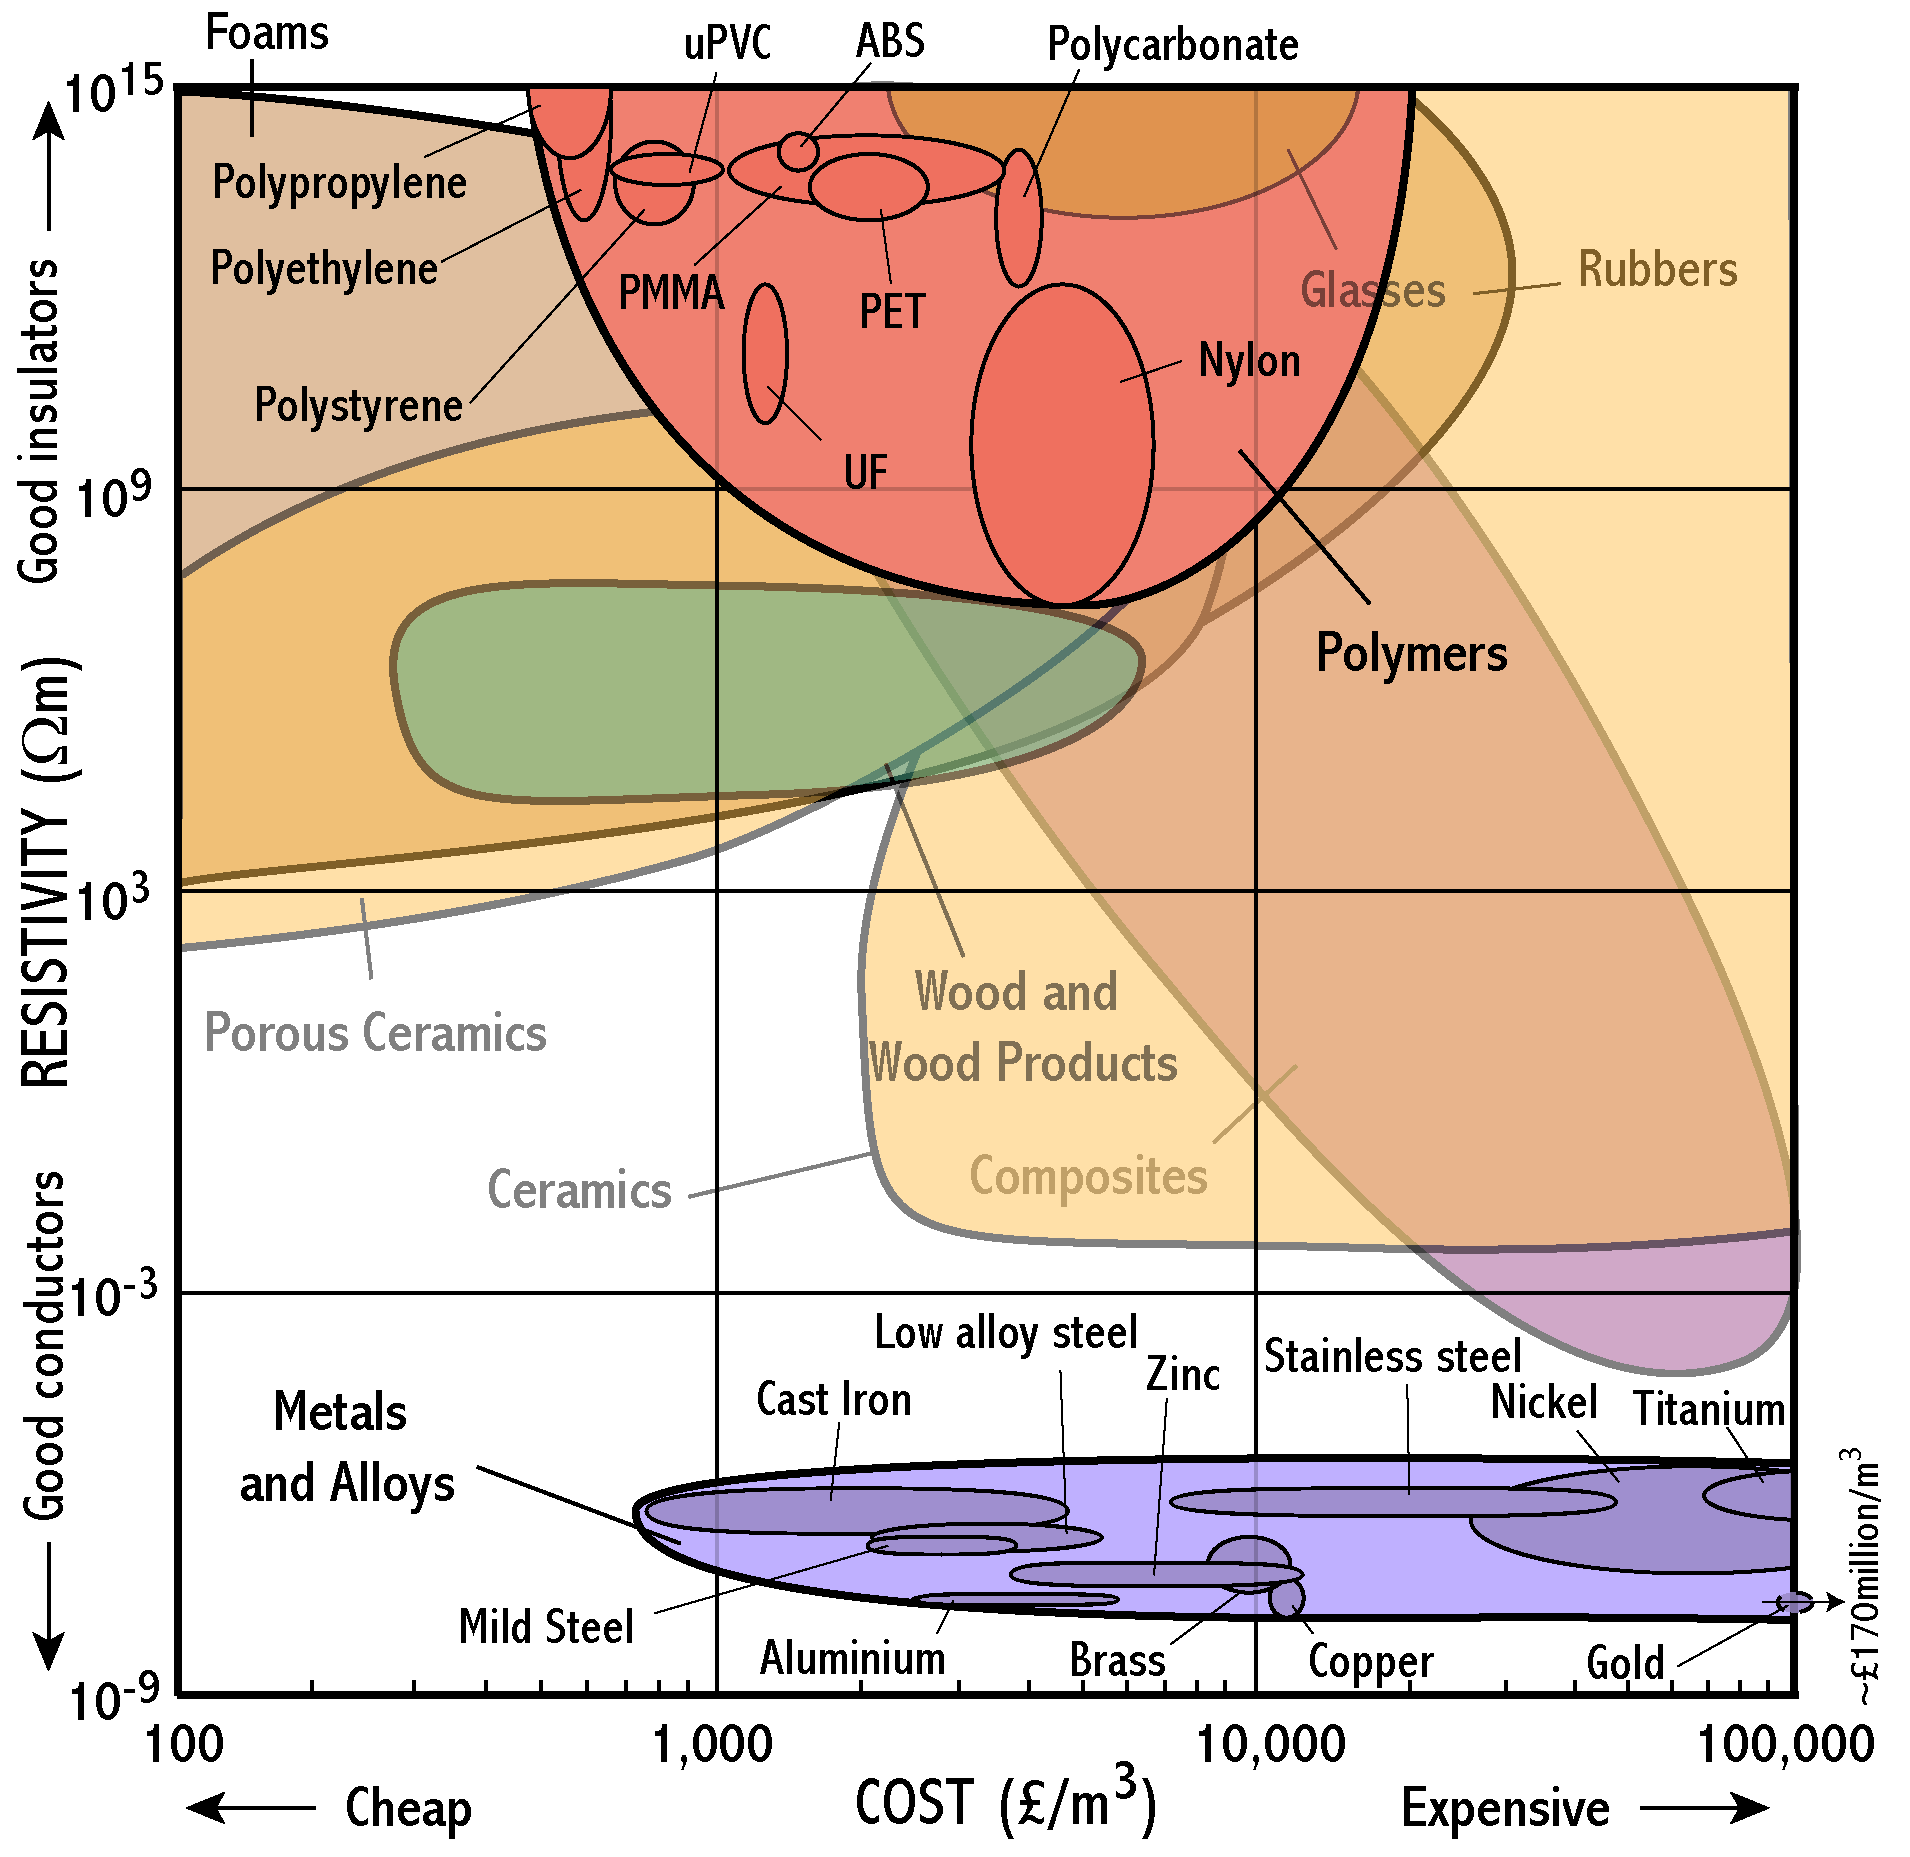 Foams
uPVC
ABS
Polycarbonate
10^15
Polypropylene
Polyethylene
PMMA
PET
Glasses
Rubbers
Nylon
Polystyrene
UF
10^9
Polymers
10^3
Wood and
Wood Products
Porous Ceramics
Ceramics
Composites
10^-3
Low alloy steel
Zinc
Stainless steel
Cast Iron
Nickel
Titanium
Metals
and Alloys
Mild Steel
Aluminium
Brass
Copper
Gold
~£170million/m^3
10^-9
Good conductors
RESISTIVITY (Ωm)
Good insulators
100
1,000
10,000
100,000
Cheap
COST (£/m^3)
Expensive